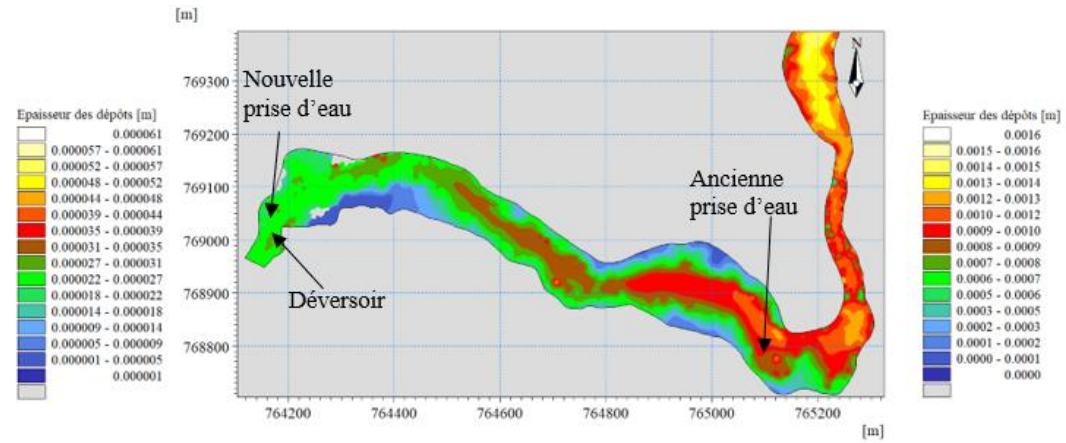 [m]
769300
769200
769100
769000
768900
768800
764200 764400 764600 764800 765000 765200
[m]
N
Nouvelle
prise d'eau
Déversoir
Ancienne
prise d'eau
Epaisseur des dépôts [m]
0.000061
0.000057 - 0.000061
0.000052 - 0.000057
0.000048 - 0.000052
0.000044 - 0.000048
0.000039 - 0.000044
0.000035 - 0.000039
0.000031 - 0.000035
0.000027 - 0.000031
0.000022 - 0.000027
0.000018 - 0.000022
0.000014 - 0.000018
0.000009 - 0.000014
0.000005 - 0.000009
0.000001 - 0.000005
0.000001
Epaisseur des dépôts [m]
0.0016
0.0015 - 0.0016
0.0014 - 0.0015
0.0013 - 0.0014
0.0012 - 0.0013
0.0010 - 0.0012
0.0009 - 0.0010
0.0008 - 0.0009
0.0007 - 0.0008
0.0006 - 0.0007
0.0005 - 0.0006
0.0003 - 0.0005
0.0002 - 0.0003
0.0001 - 0.0002
0.0000 - 0.0001
0.0000